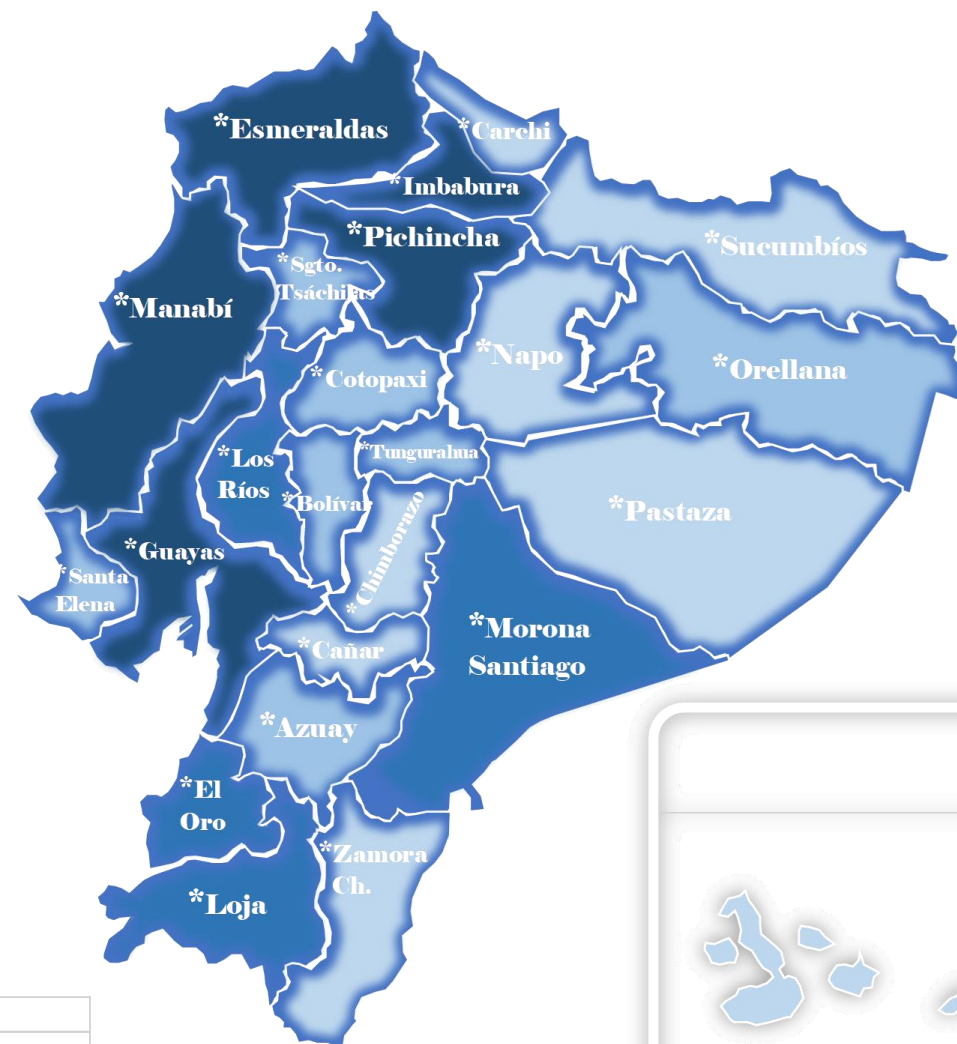 *Esmeraldas
*Carchi
*Imbabura
*Pichincha
*Sucumbíos
*Sgto.
Tsáchilas
*Manabí
*Napo
*Orellana
*Cotopaxi
*Tungurahua
*Los
Ríos
*Bolívar
*Pastaza
*Chimborazo
*Guayas
*Santa
Elena
*Morona
Santiago
*Cañar
*Azuay
*El
Oro
*Zamora
Ch.
*Loja